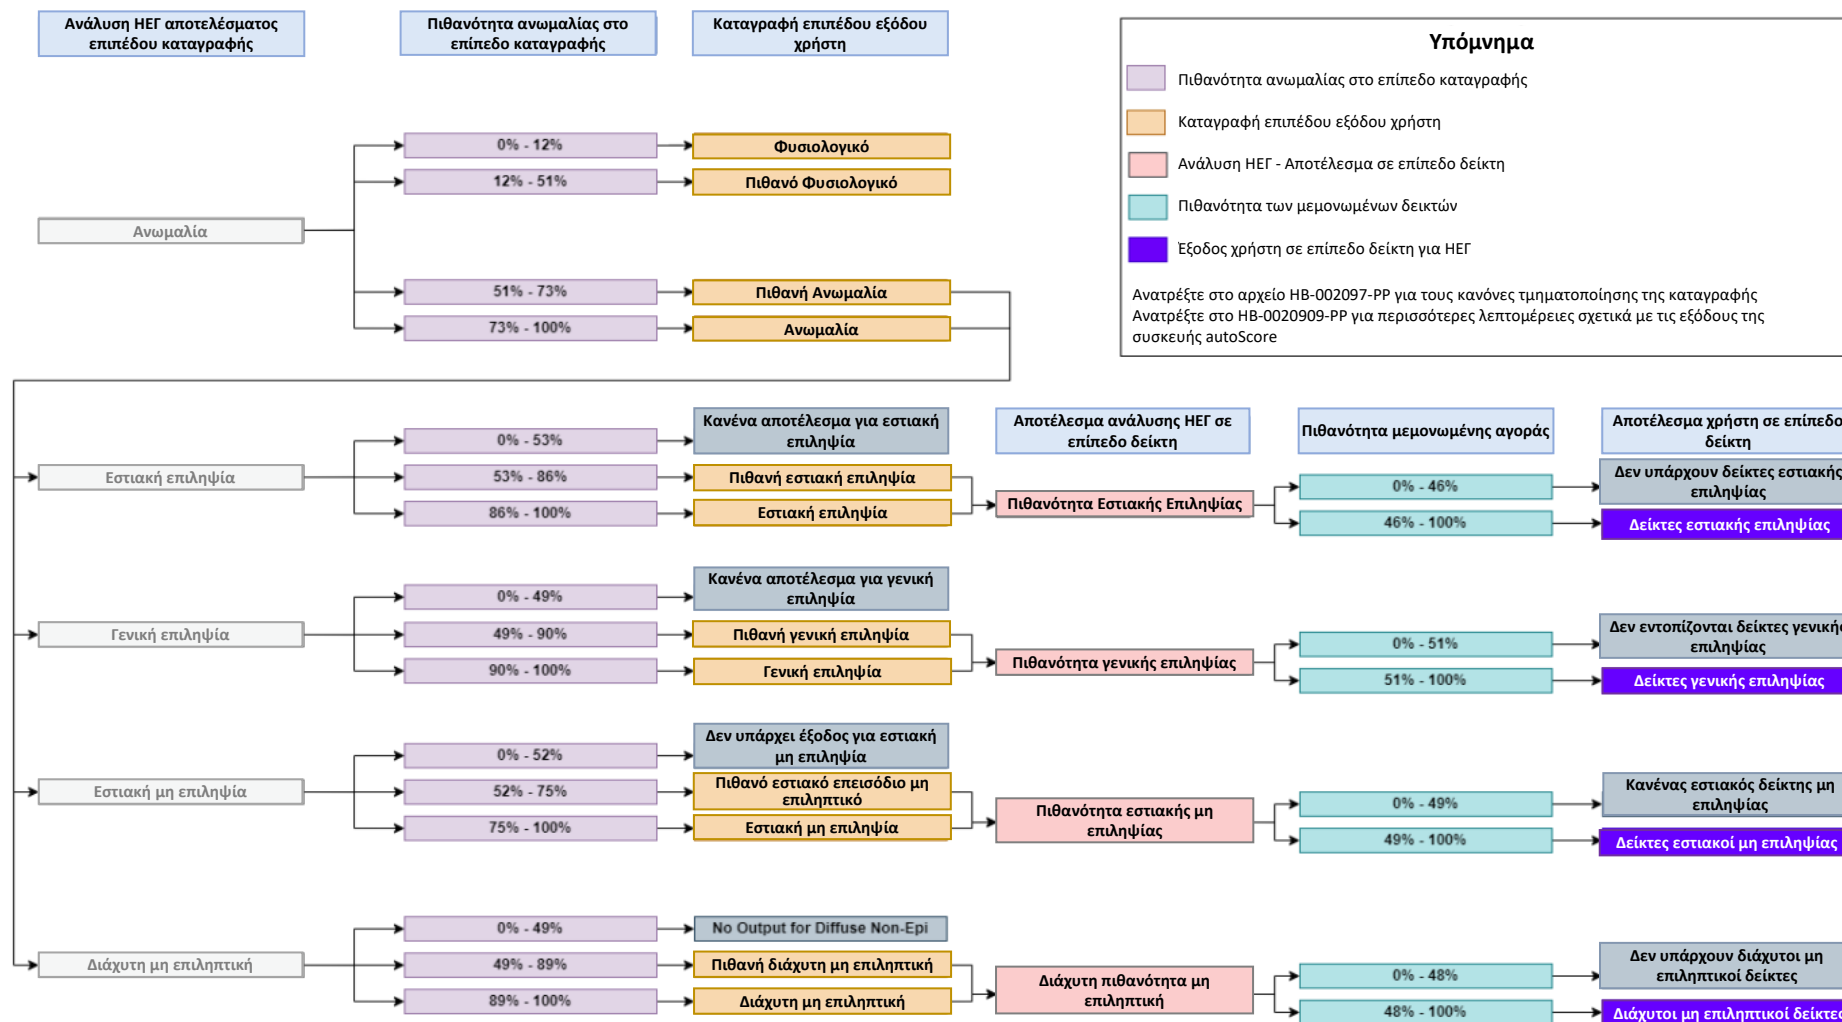 Ανάλυση ΗΕΓ αποτελέσματος
επιπέδου καταγραφής
Πιθανότητα ανωμαλίας στο
επίπεδο καταγραφής
Καταγραφή επιπέδου εξόδου
χρήστη
Υπόμνημα
Πιθανότητα ανωμαλίας στο επίπεδο καταγραφής
Καταγραφή επιπέδου εξόδου χρήστη
Ανάλυση ΗΕΓ - Αποτέλεσμα σε επίπεδο δείκτη
Πιθανότητα των μεμονωμένων δεικτών
Έξοδος χρήστη σε επίπεδο δείκτη για ΗΕΓ
Ανατρέξτε στο αρχείο HB-002097-PP για τους κανόνες τμηματοποίησης της καταγραφής
Ανατρέξτε στο HB-0020909-PP για περισσότερες λεπτομέρειες σχετικά με τις εξόδους της
συσκευής autoScore
Ανωμαλία
0% - 12%
Φυσιολογικό
12% - 51%
Πιθανό Φυσιολογικό
51% - 73%
Πιθανή Ανωμαλία
73% - 100%
Ανωμαλία
Αποτέλεσμα ανάλυσης ΗΕΓ σε
επίπεδο δείκτη
Πιθανότητα μεμονωμένης αγοράς
Αποτέλεσμα χρήστη σε επίπεδο
δείκτη
Εστιακή επιληψία
0% - 53%
Κανένα αποτέλεσμα για εστιακή
επιληψία
53% - 86%
Πιθανή εστιακή επιληψία
86% - 100%
Εστιακή επιληψία
Πιθανότητα Εστιακής Επιληψίας
0% - 46%
Δεν υπάρχουν δείκτες εστιακής
επιληψίας
46% - 100%
Δείκτες εστιακής επιληψίας
Γενική επιληψία
0% - 49%
Κανένα αποτέλεσμα για γενική
επιληψία
49% - 90%
Πιθανή γενική επιληψία
90% - 100%
Γενική επιληψία
Πιθανότητα γενικής επιληψίας
0% - 51%
Δεν εντοπίζονται δείκτες γενικής
επιληψίας
51% - 100%
Δείκτες γενικής επιληψίας
Εστιακή μη επιληψία
0% - 52%
Δεν υπάρχει έξοδος για εστιακή
μη επιληψία
52% - 75%
Πιθανό εστιακό επεισόδιο μη
επιληπτικό
75% - 100%
Εστιακή μη επιληψία
Πιθανότητα εστιακής μη
επιληψίας
0% - 49%
Κανένας εστιακός δείκτης μη
επιληψίας
49% - 100%
Δείκτες εστιακοί μη επιληψίας
Διάχυτη μη επιληπτική
0% - 49%
No Output for Diffuse Non-Epi
49% - 89%
Πιθανή διάχυτη μη επιληπτική
89% - 100%
Διάχυτη μη επιληπτική
Διάχυτη πιθανότητα μη
επιληπτική
0% - 48%
Δεν υπάρχουν διάχυτοι μη
επιληπτικοί δείκτες
48% - 100%
Διάχυτοι μη επιληπτικοί δείκτες